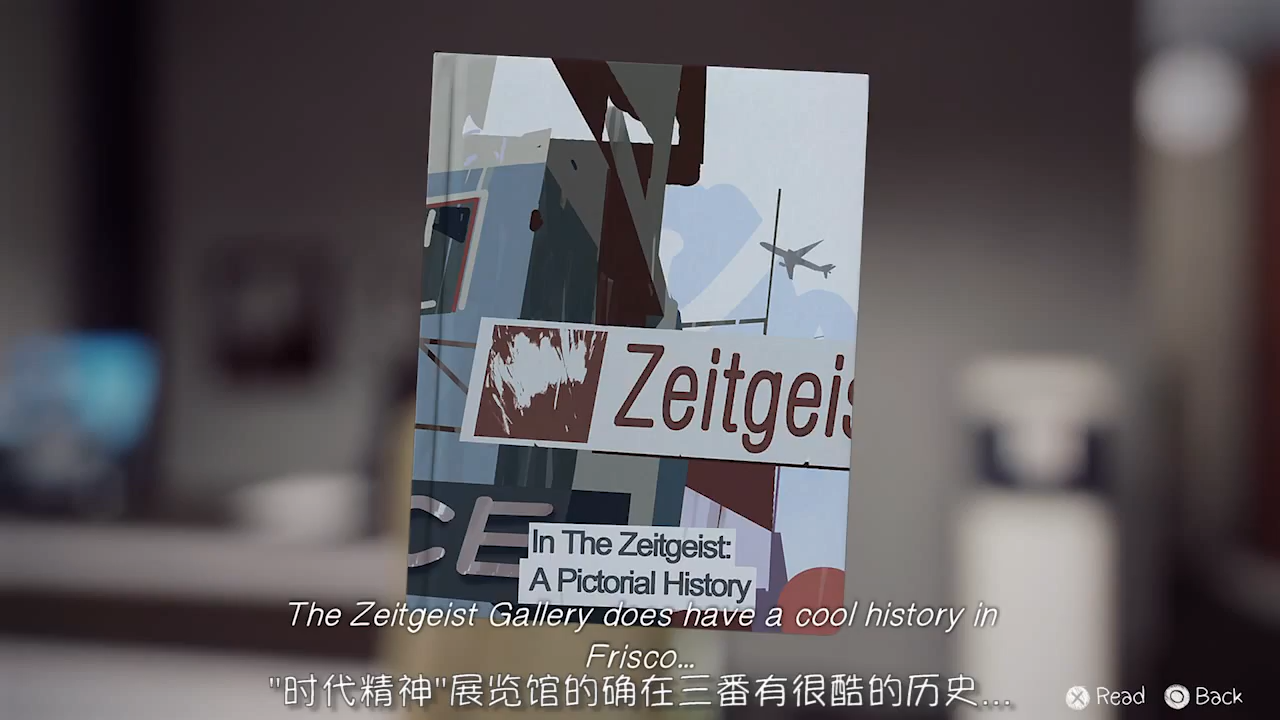 Zeitgeis
CE
In The Zeitgeist:
A Pictorial History
The Zeitgeist Gallery does have a cool history in
Frisco...
"时代精神"展览馆的确在三番有很酷的历史...
Read
Back